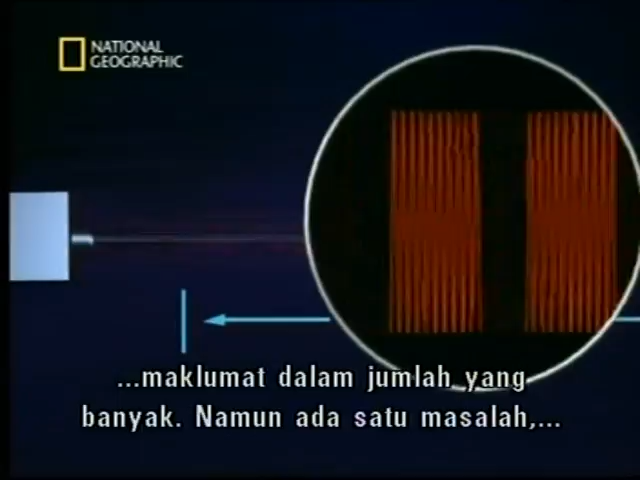 NATIONAL
GEOGRAPHIC
...maklumat dalam jumlah yang
banyak. Namun ada satu masalah,...